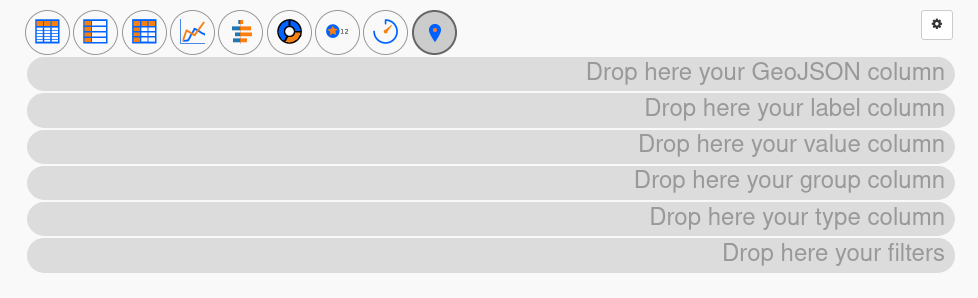 12
Drop here your GeoJSON column
Drop here your label column
Drop here your value column
Drop here your group column
Drop here your type column
Drop here your filters